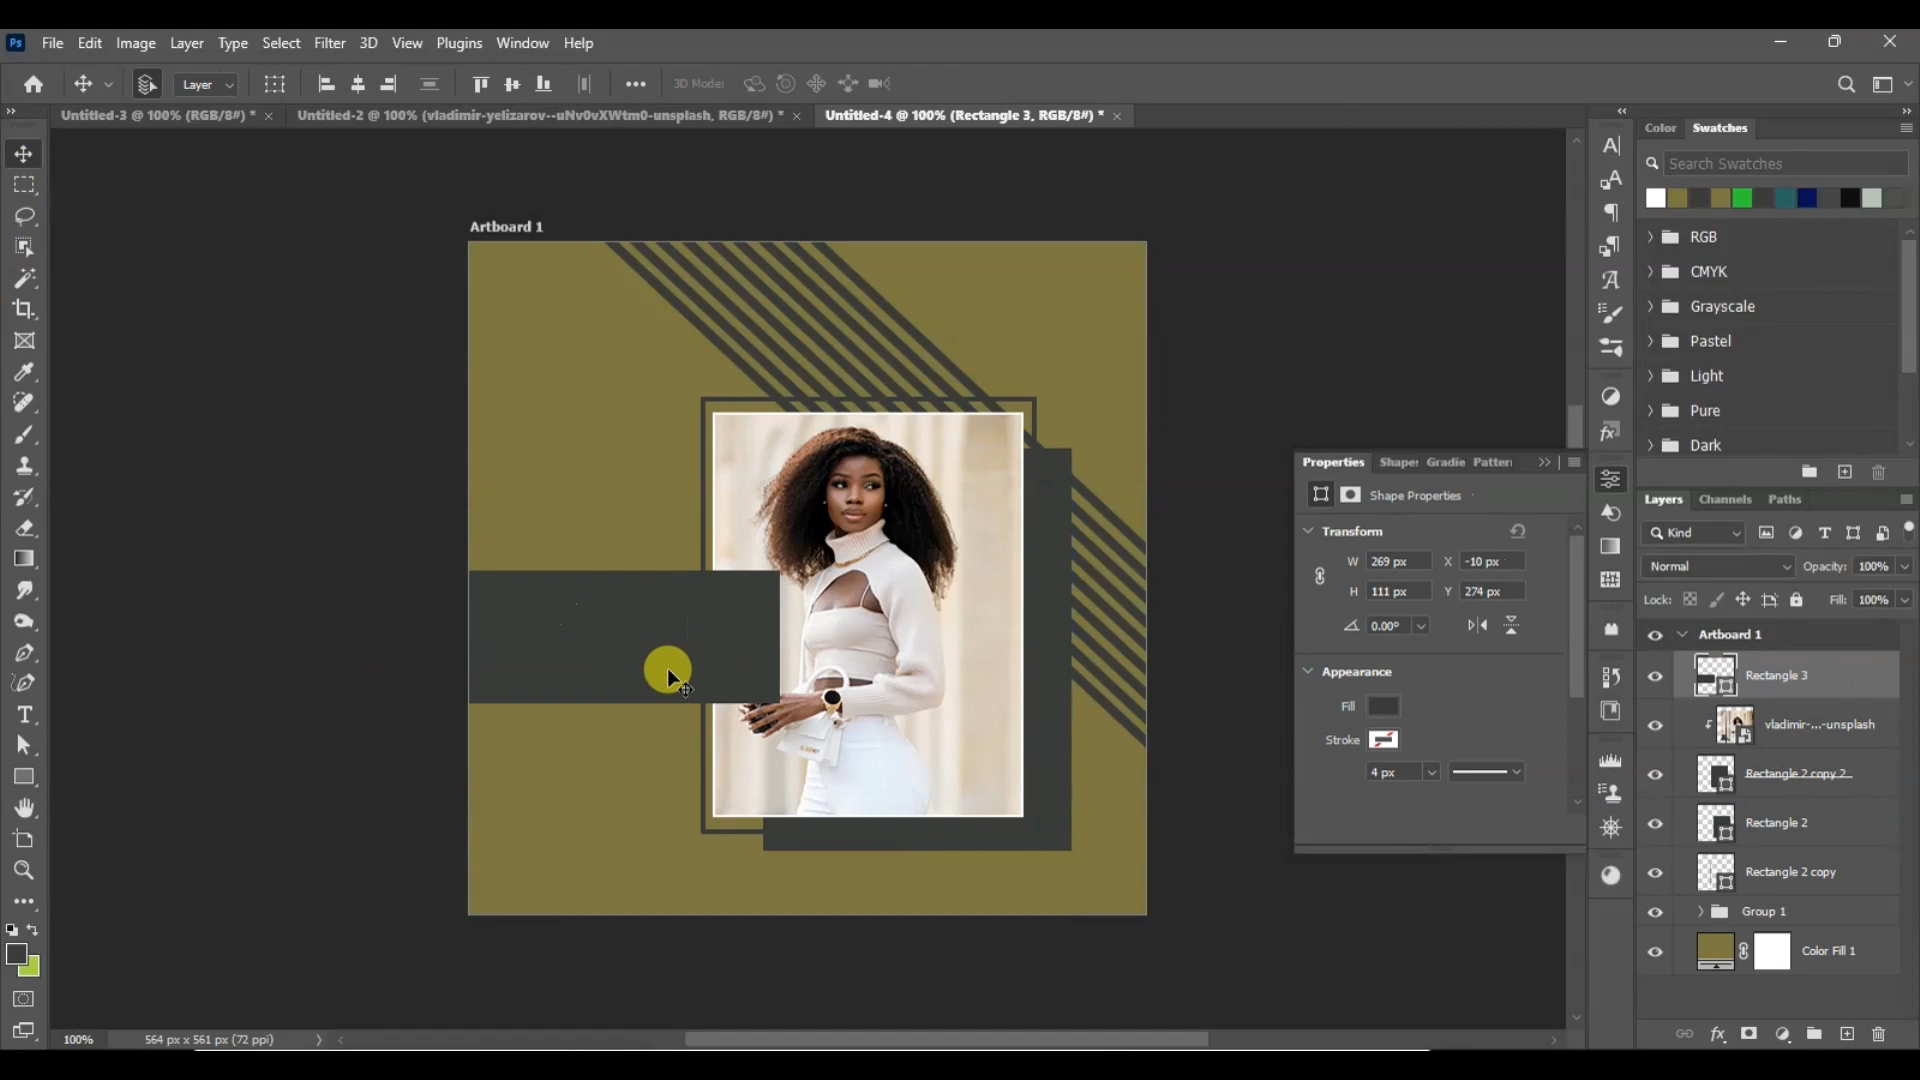 Ps File Edit Image Layer Type Select Filter 3D View Plugins Window Help
Layer 3D Mode:
Untitled-3 @ 100% (RGB/8#) * Untitled-2 @ 100% (vladimir-yelizarov--uNv0vXWtm0-unsplash, RGB/8#) * Untitled-4 @ 100% (Rectangle 3, RGB/8#) *
Color Swatches
Search Swatches
RGB
CMYK
Grayscale
Pastel
Light
Pure
Dark
Artboard 1
Properties Shape: Gradie Patter
Shape Properties
Transform
W 269 px X -10 px
H 111 px Y 274 px
0.00°
Appearance
Fill
Stroke
4 px
Layers Channels Paths
Kind
Normal Opacity: 100%
Lock: Fill: 100%
Artboard 1
Rectangle 3
vladimir-...-unsplash
Rectangle 2 copy 2
Rectangle 2
Rectangle 2 copy
Group 1
Color Fill 1
100% 564 px x 561 px (72 ppi)